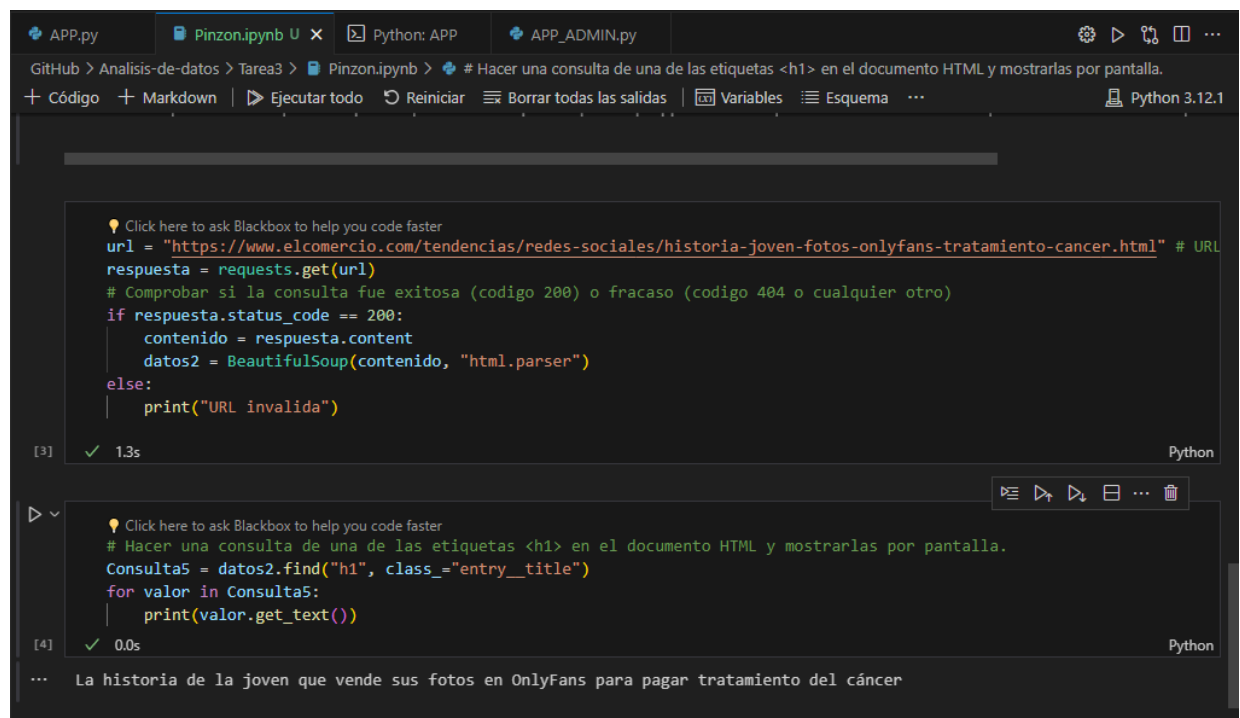 APP.py Pinzon.ipynb U Python: APP APP_ADMIN.py
GitHub > Analisis-de-datos > Tarea3 > Pinzon.ipynb > # Hacer una consulta de una de las etiquetas <h1> en el documento HTML y mostrarlas por pantalla.
+ Código + Markdown | Ejecutar todo Reiniciar Borrar todas las salidas | Variables Esquema ··· Python 3.12.1
Click here to ask Blackbox to help you code faster
url = "https://www.elcomercio.com/tendencias/redes-sociales/historia-joven-fotos-onlyfans-tratamiento-cancer.html" # URL
respuesta = requests.get(url)
# Comprobar si la consulta fue exitosa (codigo 200) o fracaso (codigo 404 o cualquier otro)
if respuesta.status_code == 200:
contenido = respuesta.content
datos2 = BeautifulSoup(contenido, "html.parser")
else:
print("URL invalida")
[3] ✓ 1.3s Python
Click here to ask Blackbox to help you code faster
# Hacer una consulta de una de las etiquetas <h1> en el documento HTML y mostrarlas por pantalla.
Consulta5 = datos2.find("h1", class_="entry__title")
for valor in Consulta5:
print(valor.get_text())
[4] ✓ 0.0s Python
··· La historia de la joven que vende sus fotos en OnlyFans para pagar tratamiento del cáncer